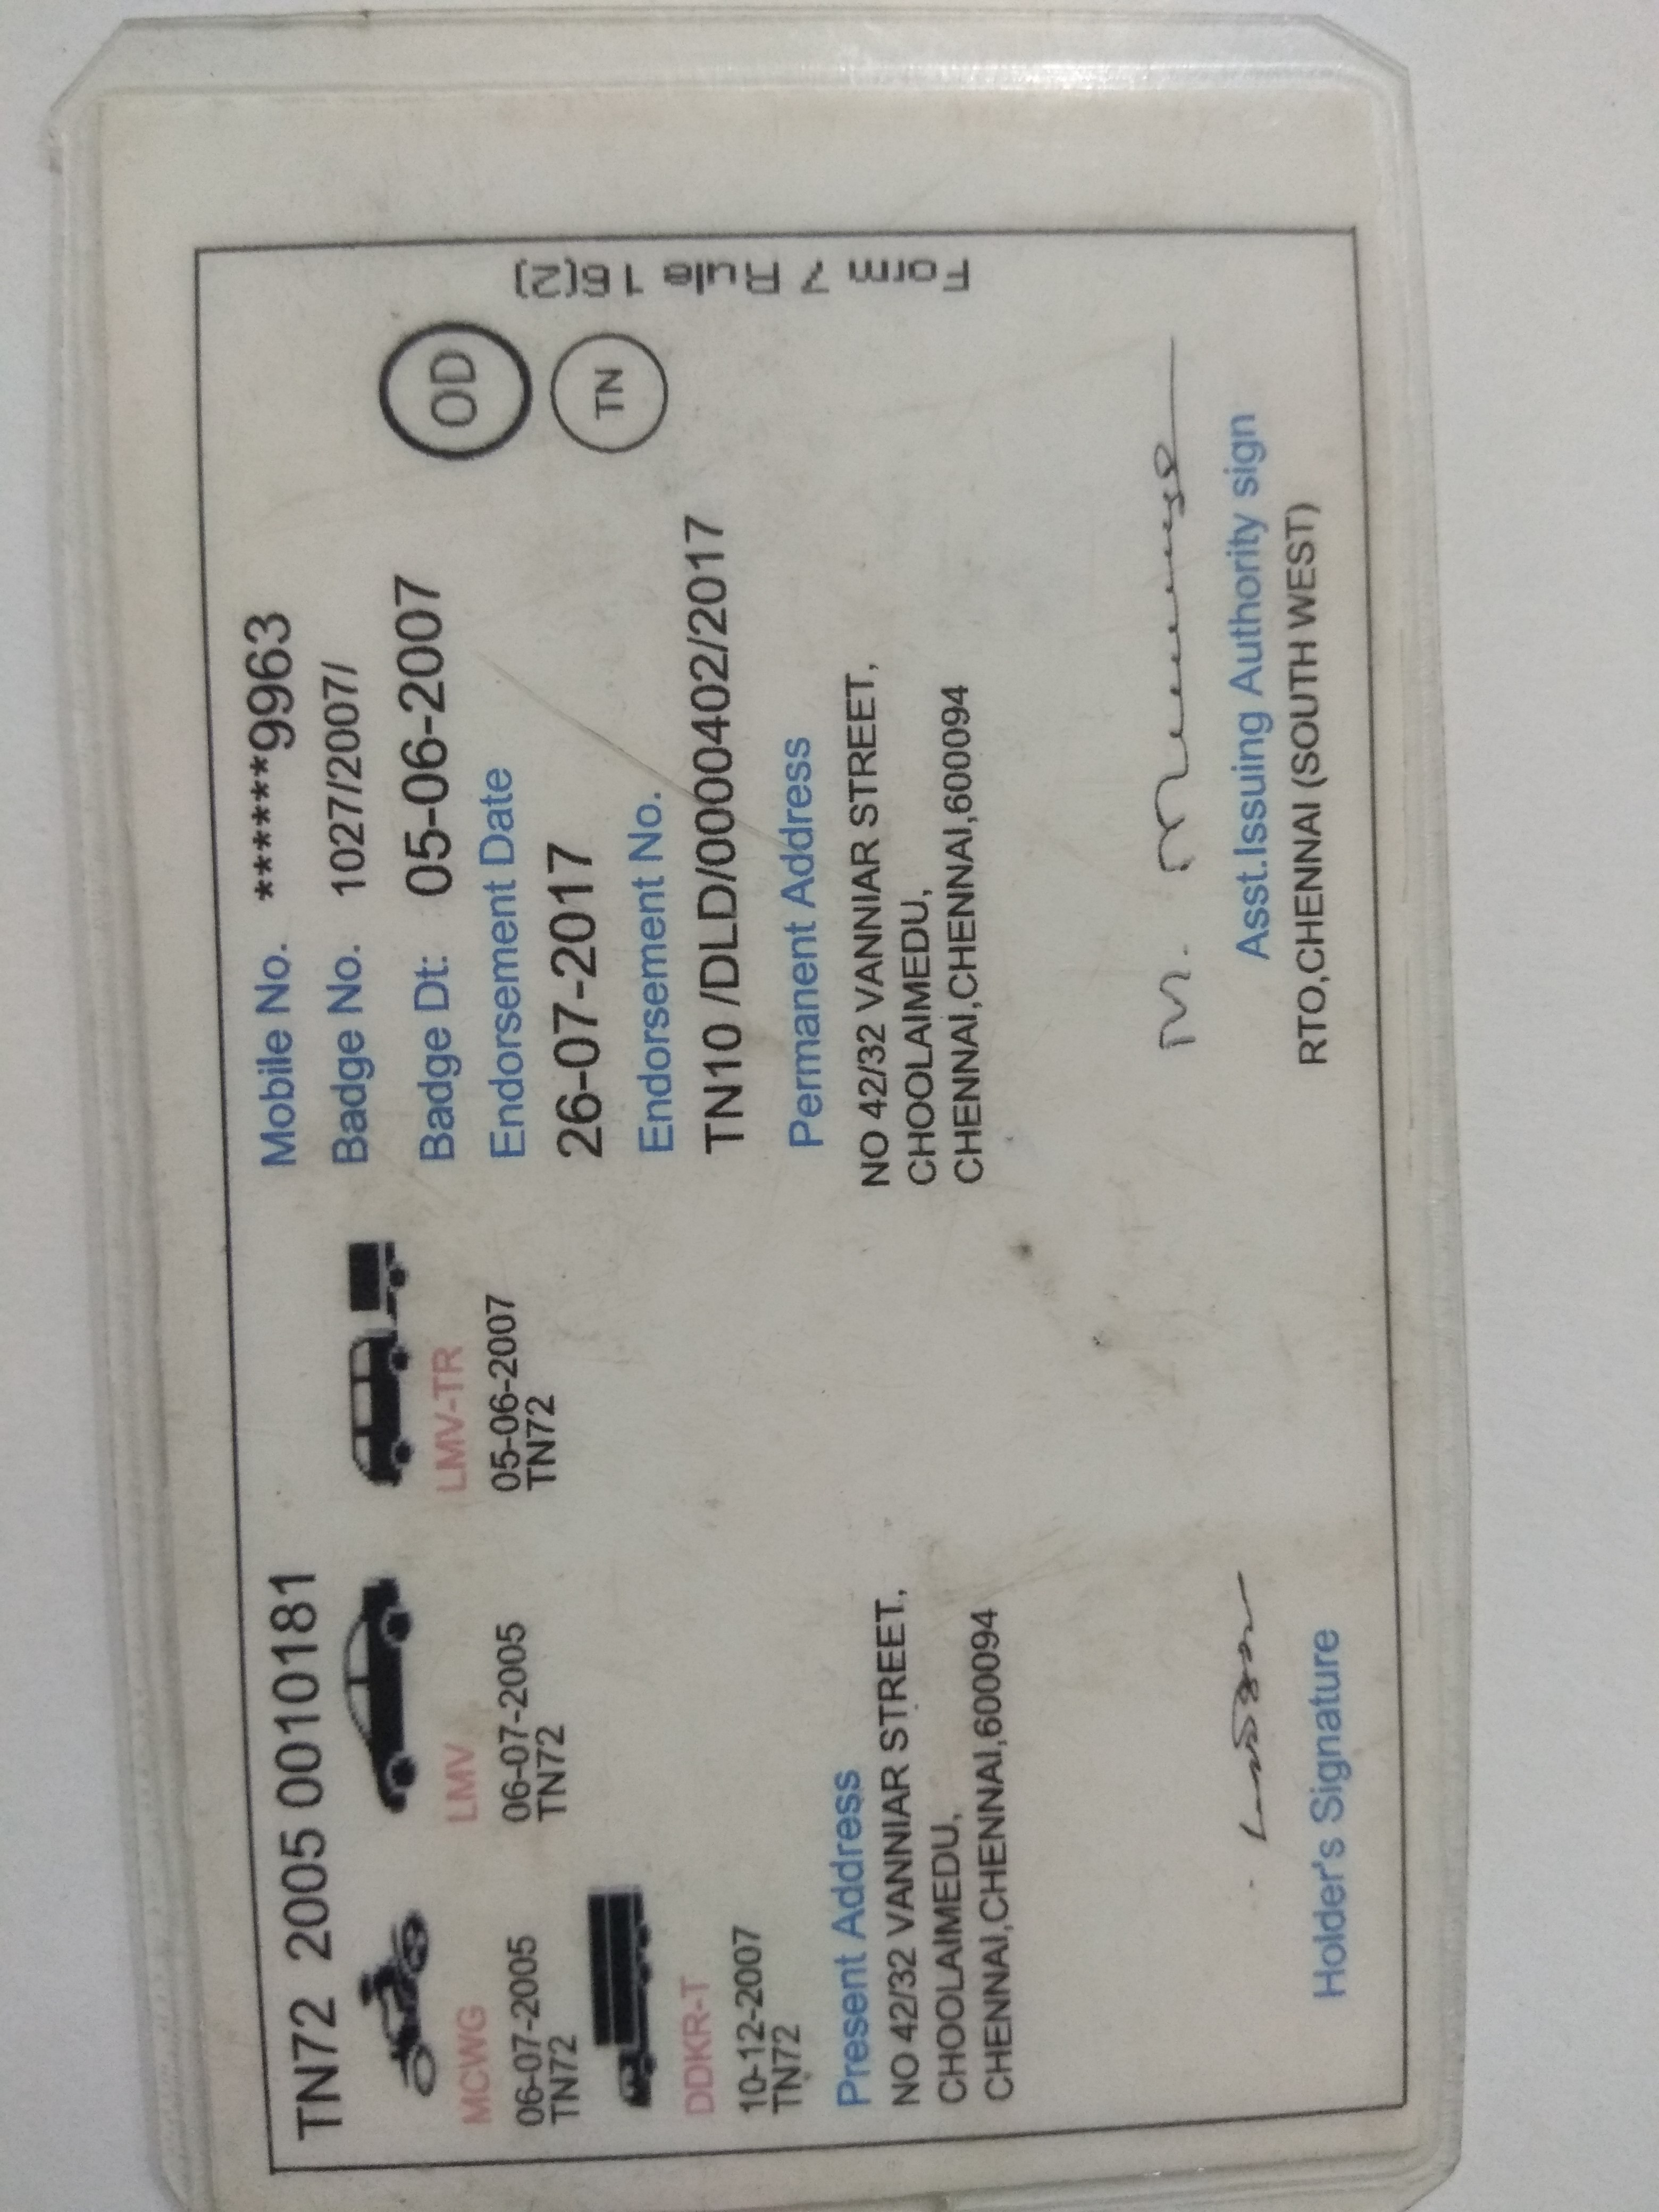 TN72 2005 0010181
MCWG
06-07-2005
TN72
LMV
06-07-2005
TN72
LMV-TR
05-06-2007
TN72
DDKR-T
10-12-2007
TN72
Mobile No. ******9963
Badge No. 1027/2007/
Badge Dt: 05-06-2007
Endorsement Date
26-07-2017
Endorsement No.
TN10 /DLD/0000402/2017
OD
TN
Form 7 Rule 16(2)
Present Address
NO 42/32 VANNIAR STREET,
CHOOLAIMEDU,
CHENNAI,CHENNAI,600094
Permanent Address
NO 42/32 VANNIAR STREET,
CHOOLAIMEDU,
CHENNAI,CHENNAI,600094
Holder's Signature
Asst.Issuing Authority sign
RTO,CHENNAI (SOUTH WEST)